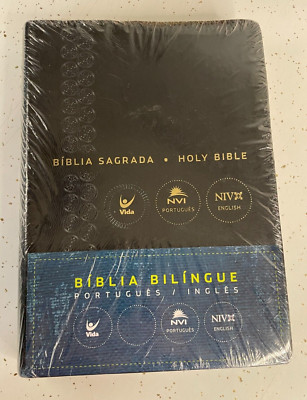 BÍBLIA SAGRADA • HOLY BIBLE
Vida
NVI
PORTUGUÊS
NIV
ENGLISH
BÍBLIA BILÍNGUE
PORTUGUÊS / INGLÊS
Vida
NVI
PORTUGUÊS
NIV
ENGLISH